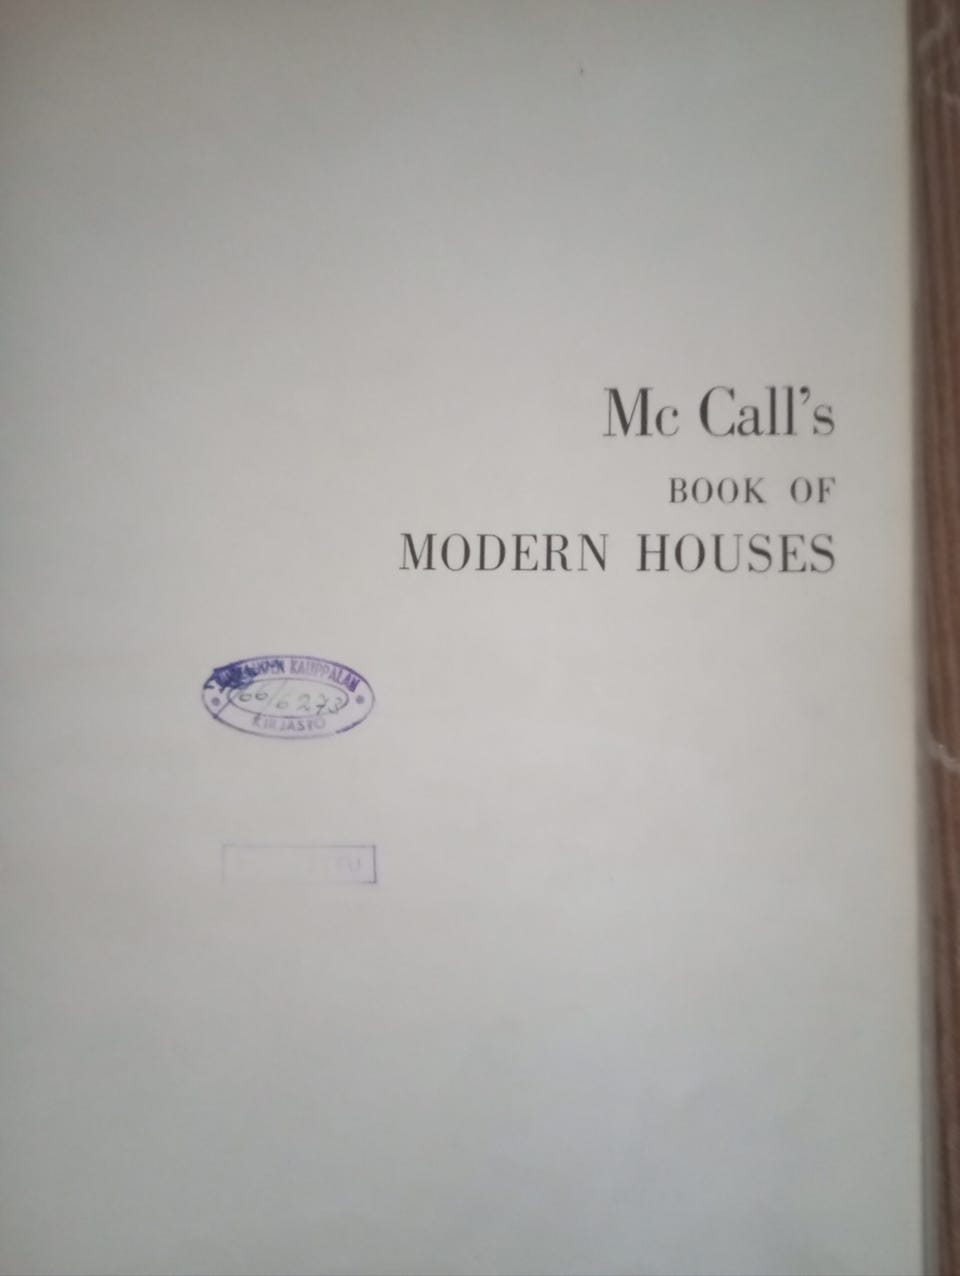 Mc Call's
BOOK OF
MODERN HOUSES
KAUPPALAN
66/6273
KIRJASTO